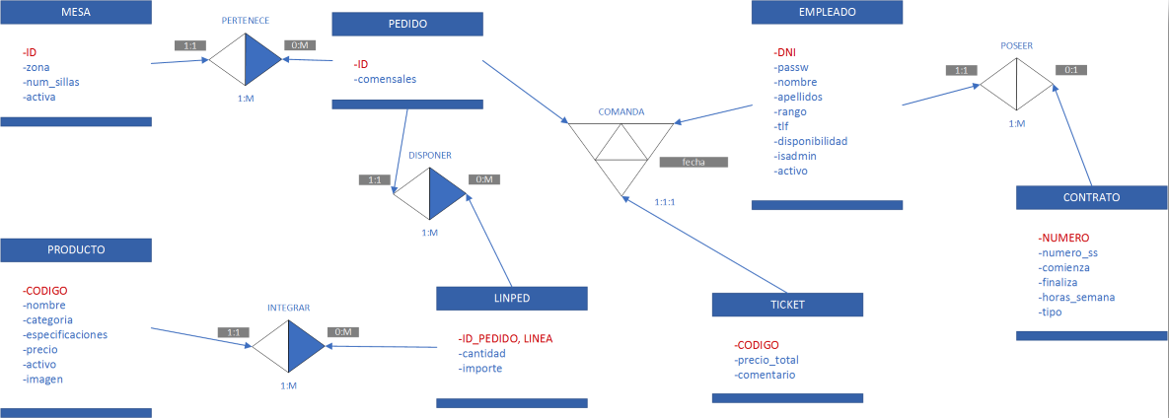 MESA
-ID
-zona
-num_sillas
-activa
PERTENECE
1:1
0:M
1:M
PEDIDO
-ID
-comensales
EMPLEADO
-DNI
-passw
-nombre
-apellidos
-rango
-tlf
-disponibilidad
-isadmin
-activo
POSEER
1:1
0:1
1:M
COMANDA
fecha
1:1:1
DISPONER
1:1
0:M
1:M
CONTRATO
-NUMERO
-numero_ss
-comienza
-finaliza
-horas_semana
-tipo
PRODUCTO
-CODIGO
-nombre
-categoria
-especificaciones
-precio
-activo
-imagen
INTEGRAR
1:1
0:M
1:M
LINPED
-ID_PEDIDO, LINEA
-cantidad
-importe
TICKET
-CODIGO
-precio_total
-comentario